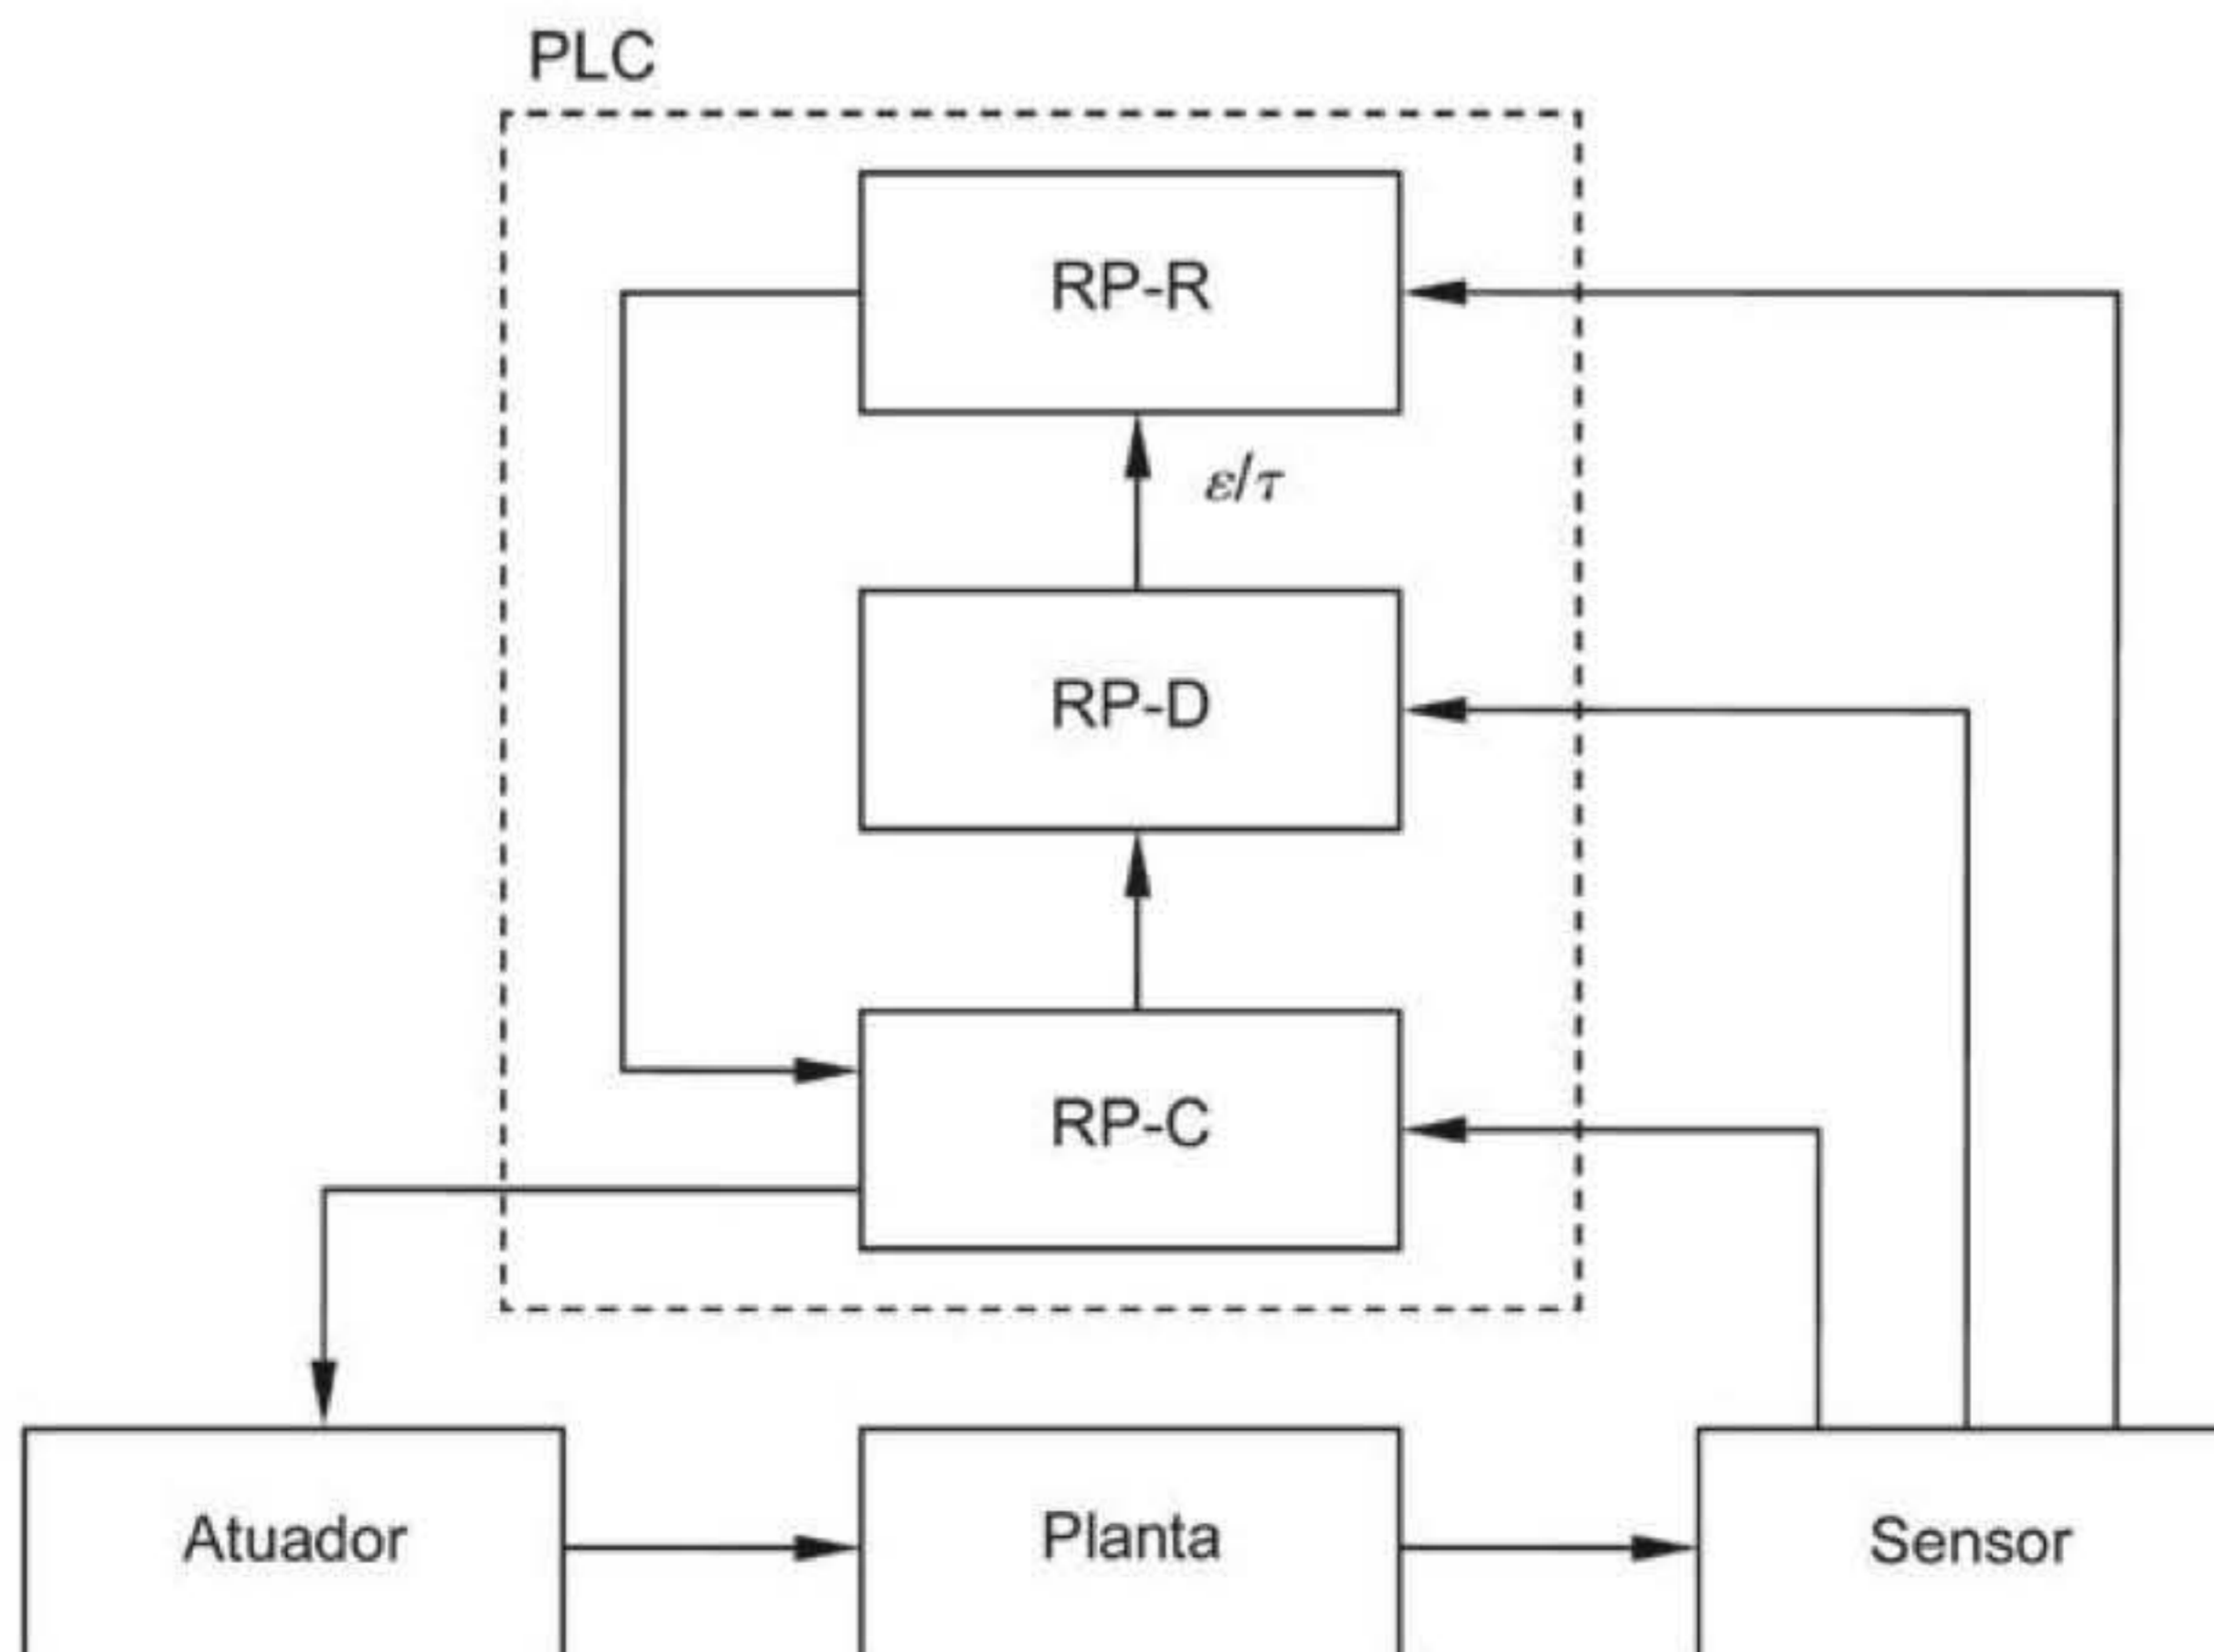 PLC
RP-R
ε/τ
RP-D
RP-C
Atuador
Planta
Sensor